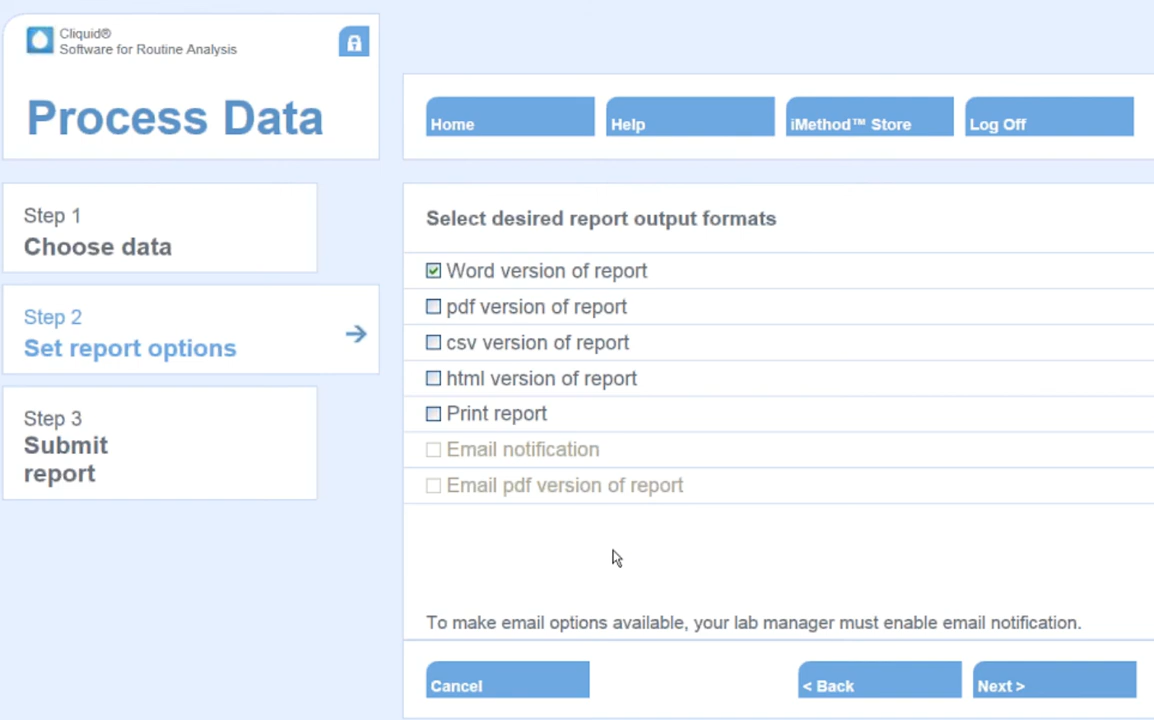 Cliquid®
Software for Routine Analysis
Process Data
Home
Help
iMethod™ Store
Log Off
Step 1
Choose data
Step 2
Set report options
Step 3
Submit
report
Select desired report output formats
Word version of report
pdf version of report
csv version of report
html version of report
Print report
Email notification
Email pdf version of report
To make email options available, your lab manager must enable email notification.
Cancel
< Back
Next >